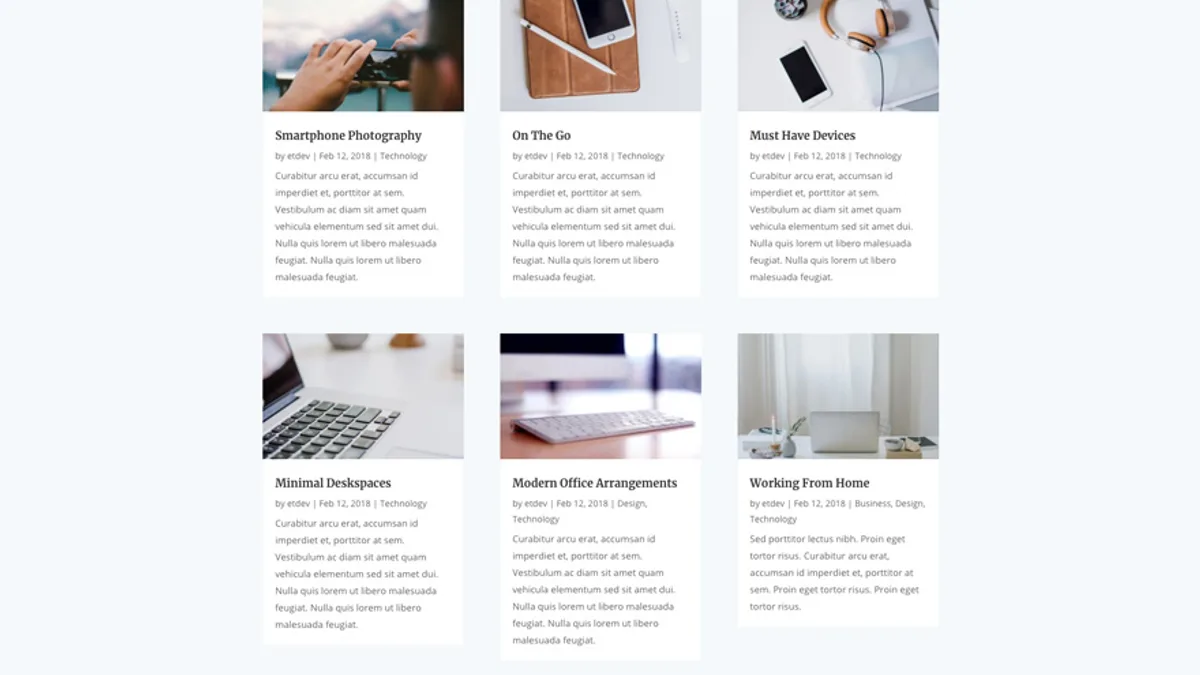 Smartphone Photography
by etdev | Feb 12, 2018 | Technology
Curabitur arcu erat, accumsan id
imperdiet et, porttitor at sem.
Vestibulum ac diam sit amet quam
vehicula elementum sed sit amet dui.
Nulla quis lorem ut libero malesuada
feugiat. Nulla quis lorem ut libero
malesuada feugiat.
On The Go
by etdev | Feb 12, 2018 | Technology
Curabitur arcu erat, accumsan id
imperdiet et, porttitor at sem.
Vestibulum ac diam sit amet quam
vehicula elementum sed sit amet dui.
Nulla quis lorem ut libero malesuada
feugiat. Nulla quis lorem ut libero
malesuada feugiat.
Must Have Devices
by etdev | Feb 12, 2018 | Technology
Curabitur arcu erat, accumsan id
imperdiet et, porttitor at sem.
Vestibulum ac diam sit amet quam
vehicula elementum sed sit amet dui.
Nulla quis lorem ut libero malesuada
feugiat. Nulla quis lorem ut libero
malesuada feugiat.
Minimal Deskspaces
by etdev | Feb 12, 2018 | Technology
Curabitur arcu erat, accumsan id
imperdiet et, porttitor at sem.
Vestibulum ac diam sit amet quam
vehicula elementum sed sit amet dui.
Nulla quis lorem ut libero malesuada
feugiat. Nulla quis lorem ut libero
malesuada feugiat.
Modern Office Arrangements
by etdev | Feb 12, 2018 | Design,
Technology
Curabitur arcu erat, accumsan id
imperdiet et, porttitor at sem.
Vestibulum ac diam sit amet quam
vehicula elementum sed sit amet dui.
Nulla quis lorem ut libero malesuada
feugiat. Nulla quis lorem ut libero
malesuada feugiat.
Working From Home
by etdev | Feb 12, 2018 | Business, Design,
Technology
Sed porttitor lectus nibh. Proin eget
tortor risus. Curabitur arcu erat,
accumsan id imperdiet et, porttitor at
sem. Proin eget tortor risus. Proin eget
tortor risus.